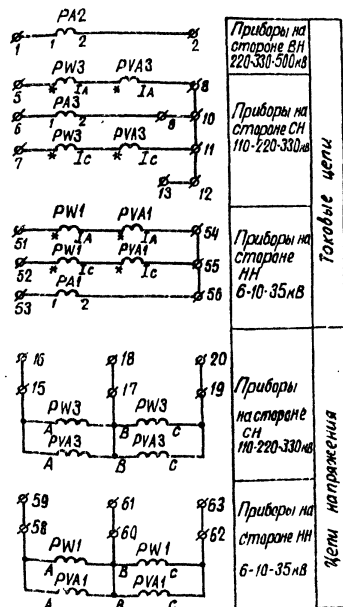 PA2
1 2
Приборы на
стороне ВН
220-330-500кВ
PW3 PVA3
5 * IA * IA 8
PA3
6 1 2 8 10
PW3 PVA3
7 * IC * IC 11
13 12
Приборы на
стороне СН
110-220-330кВ
Токовые цепи
PW1 PVA1
51 * IA * IA 54
PW1 PVA1
52 * IC * IC 55
PA1
53 1 2 56
Приборы на
стороне
НН
6-10-35кВ
16 18 20
15 17 19
PW3 PW3
A B C
PVA3 PVA3
A B C
Приборы
на стороне
СН
110-220-330кВ
Цепи напряжения
59 61 63
58 60 62
PW1 PW1
A B C
PVA1 PVA1
A B C
Приборы на
стороне НН
6-10-35кВ